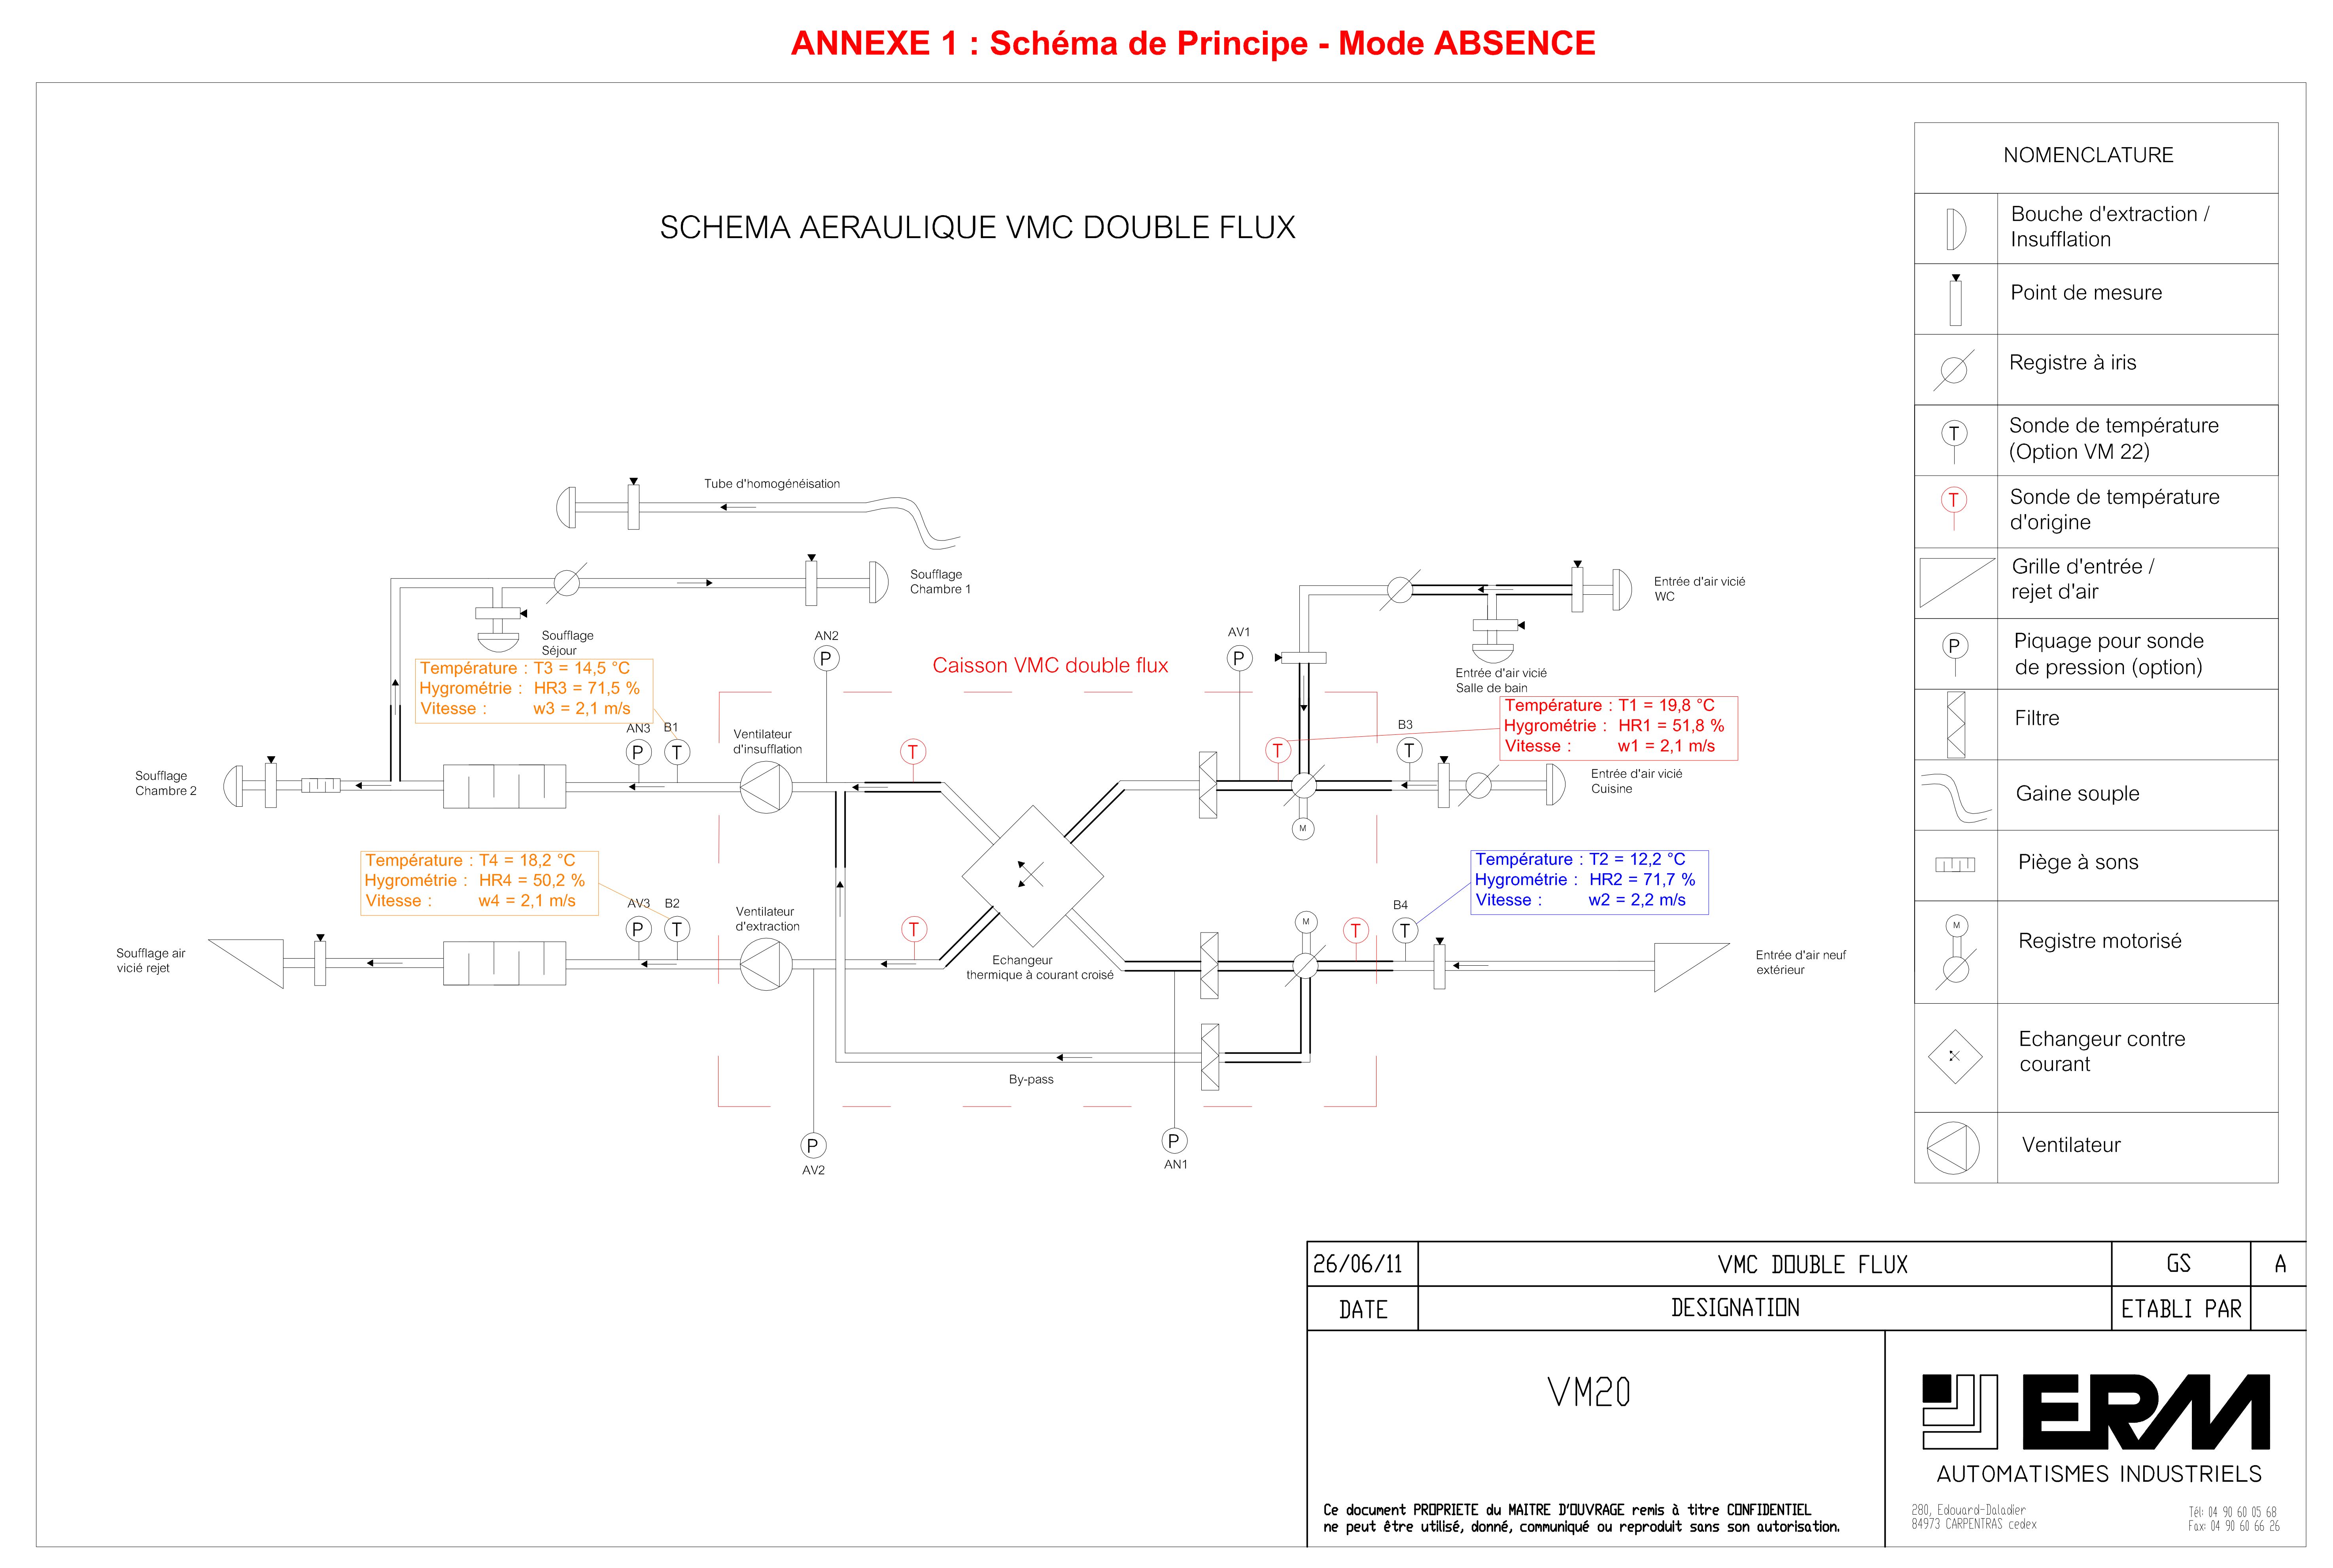 ANNEXE 1 : Schéma de Principe - Mode ABSENCE
SCHEMA AERAULIQUE VMC DOUBLE FLUX
Tube d'homogénéisation
Soufflage
Chambre 1
Soufflage
Séjour
Température : T3 = 14,5 °C
Hygrométrie : HR3 = 71,5 %
Vitesse : w3 = 2,1 m/s
AN3
B1
P
T
Ventilateur
d'insufflation
AN2
P
T
Caisson VMC double flux
AV1
P
T
Entrée d'air vicié
WC
Entrée d'air vicié
Salle de bain
Température : T1 = 19,8 °C
Hygrométrie : HR1 = 51,8 %
Vitesse : w1 = 2,1 m/s
B3
T
M
Entrée d'air vicié
Cuisine
Soufflage
Chambre 2
Température : T4 = 18,2 °C
Hygrométrie : HR4 = 50,2 %
Vitesse : w4 = 2,1 m/s
AV3
B2
P
T
Ventilateur
d'extraction
T
Echangeur
thermique à courant croisé
Température : T2 = 12,2 °C
Hygrométrie : HR2 = 71,7 %
Vitesse : w2 = 2,2 m/s
B4
T
T
M
Soufflage air
vicié rejet
Entrée d'air neuf
extérieur
By-pass
P
AV2
P
AN1
NOMENCLATURE
Bouche d'extraction /
Insufflation
Point de mesure
Registre à iris
T
Sonde de température
(Option VM 22)
T
Sonde de température
d'origine
Grille d'entrée /
rejet d'air
P
Piquage pour sonde
de pression (option)
Filtre
Gaine souple
Piège à sons
M
Registre motorisé
Echangeur contre
courant
Ventilateur
26/06/11
VMC DOUBLE FLUX
GS
A
DATE
DESIGNATION
ETABLI PAR
VM20
ERM
AUTOMATISMES INDUSTRIELS
Ce document PROPRIETE du MAITRE D'OUVRAGE remis à titre CONFIDENTIEL
ne peut être utilisé, donné, communiqué ou reproduit sans son autorisation.
280, Edouard-Daladier
84973 CARPENTRAS cedex
Tél: 04 90 60 05 68
Fax: 04 90 60 66 26